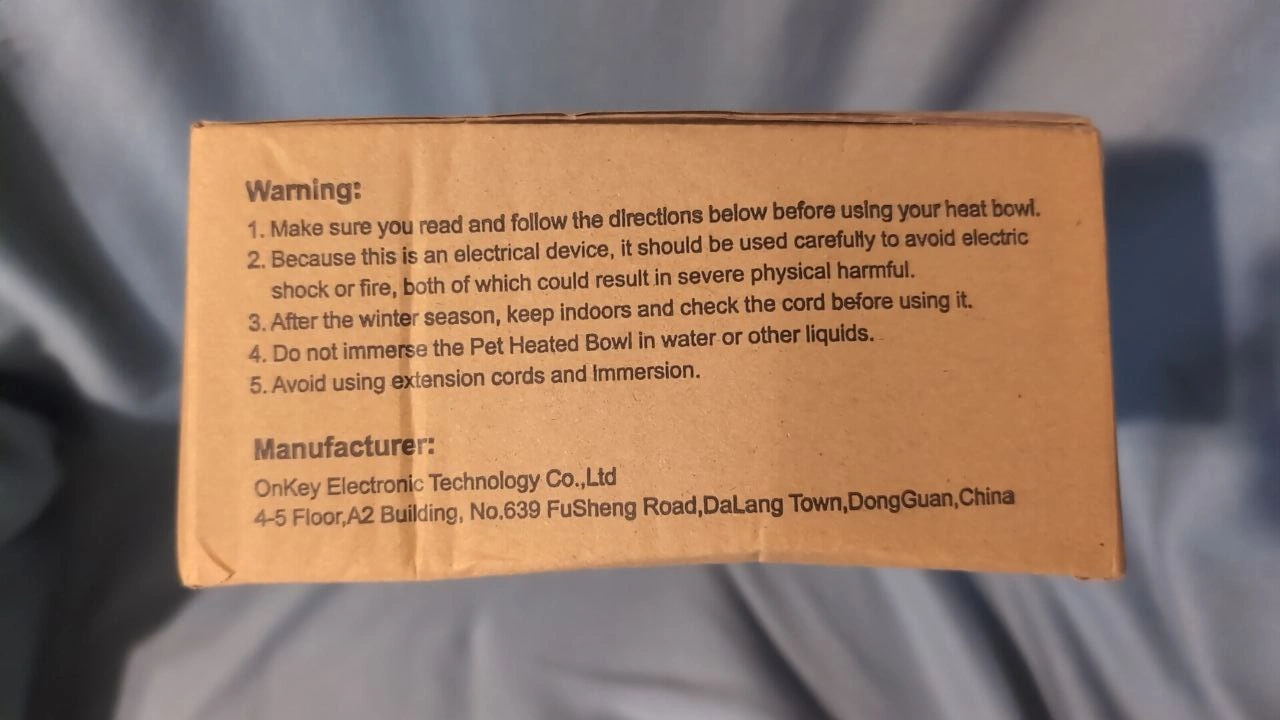 Warning:
1. Make sure you read and follow the directions below before using your heat bowl.
2. Because this is an electrical device, it should be used carefully to avoid electric
shock or fire, both of which could result in severe physical harmful.
3. After the winter season, keep indoors and check the cord before using it.
4. Do not immerse the Pet Heated Bowl in water or other liquids.
5. Avoid using extension cords and Immersion.
Manufacturer:
OnKey Electronic Technology Co.,Ltd
4-5 Floor,A2 Building, No.639 FuSheng Road,DaLang Town,DongGuan,China